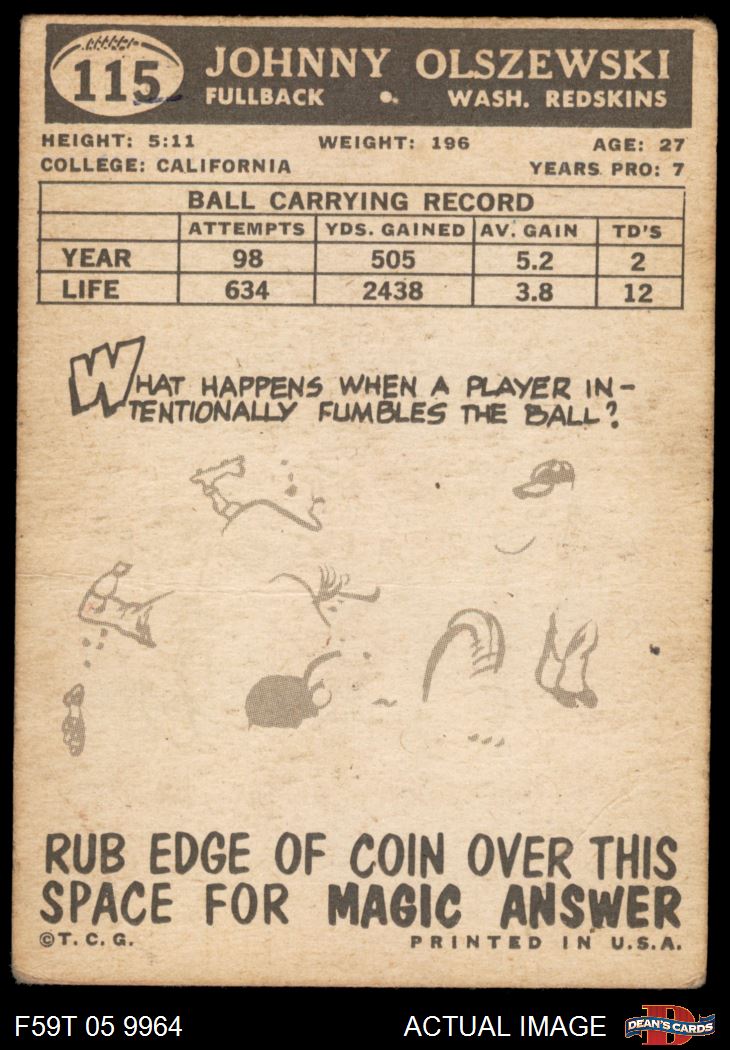 115
JOHNNY OLSZEWSKI
FULLBACK • WASH. REDSKINS
HEIGHT: 5:11 WEIGHT: 196 AGE: 27
COLLEGE: CALIFORNIA YEARS PRO: 7
BALL CARRYING RECORD
ATTEMPTS YDS. GAINED AV. GAIN TD'S
YEAR 98 505 5.2 2
LIFE 634 2438 3.8 12
WHAT HAPPENS WHEN A PLAYER IN-
TENTIONALLY FUMBLES THE BALL?
RUB EDGE OF COIN OVER THIS
SPACE FOR MAGIC ANSWER
©T.C.G. PRINTED IN U.S.A.
F59T 05 9964 ACTUAL IMAGE D DEAN'S CARDS